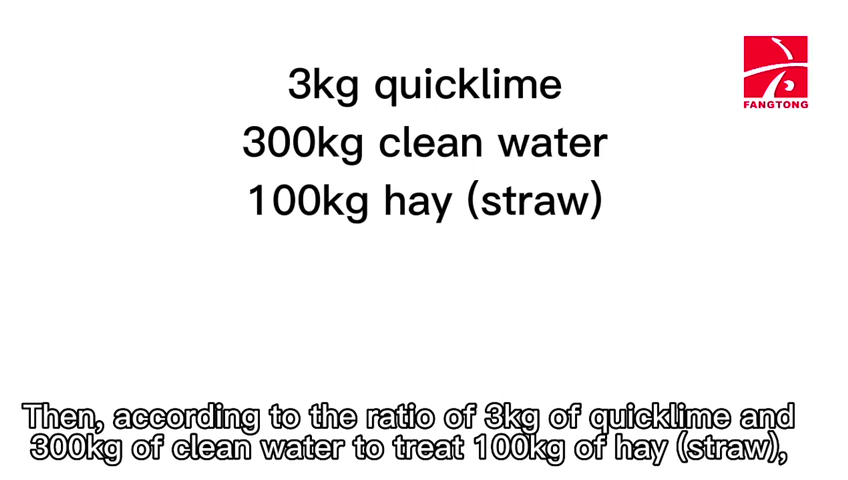 3kg quicklime
FANGTONG
300kg clean water
100kg hay (straw)
Then, according to the ratio of 3kg of quicklime and
300kg of clean water to treat 100kg of hay (straw),